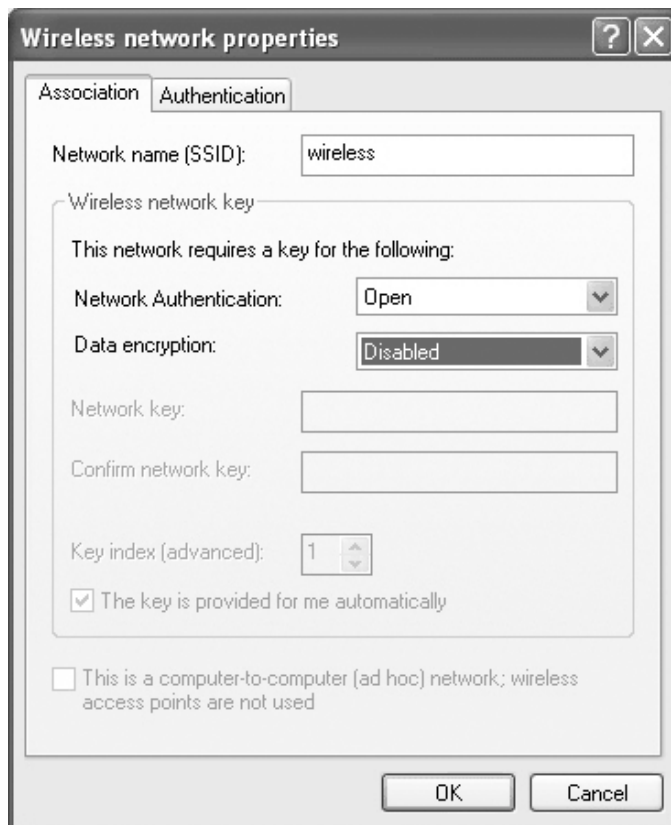 Wireless network properties
Association
Authentication
Network name (SSID):
wireless
Wireless network key
This network requires a key for the following:
Network Authentication:
Open
Data encryption:
Disabled
Network key:
Confirm network key:
Key index (advanced):
1
The key is provided for me automatically
This is a computer-to-computer (ad hoc) network; wireless
access points are not used
OK
Cancel